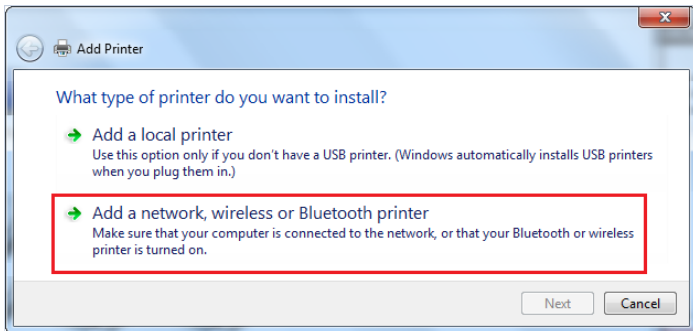 Add Printer
What type of printer do you want to install?
Add a local printer
Use this option only if you don't have a USB printer. (Windows automatically installs USB printers
when you plug them in.)
Add a network, wireless or Bluetooth printer
Make sure that your computer is connected to the network, or that your Bluetooth or wireless
printer is turned on.
Next Cancel